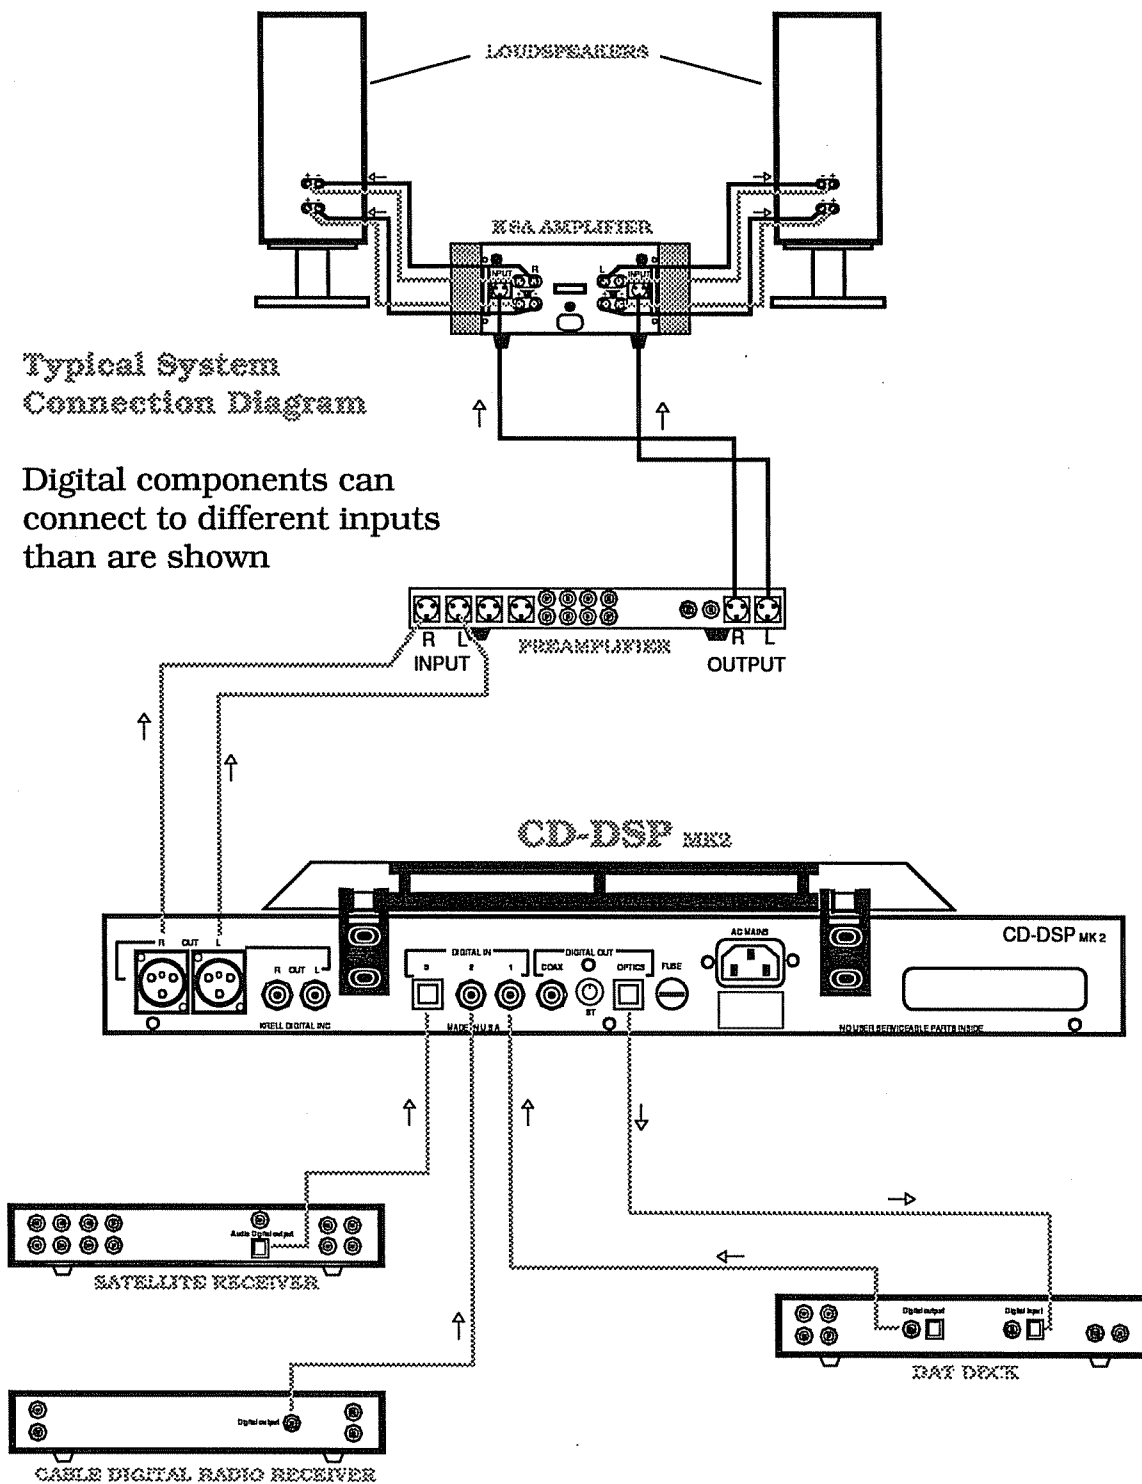 LOUDSPEAKERS
+ -
- +
+ -
- +
KSA AMPLIFIER
R
L
INPUT
INPUT
Typical System
Connection Diagram
Digital components can
connect to different inputs
than are shown
R L
INPUT
PREAMPLIFIER
R L
OUTPUT
CD-DSP MK2
R OUT L
R OUT L
KRELL DIGITAL INC
DIGITAL IN
3 2 1
MADE IN U.S.A
DIGITAL OUT
COAX
OPTICS
ST
FUSE
AC MAINS
CD-DSP MK 2
NO USER SERVICEABLE PARTS INSIDE
Audio Digital output
SATELLITE RECEIVER
Digital output
Digital input
DAT DECK
Digital output
CABLE DIGITAL RADIO RECEIVER